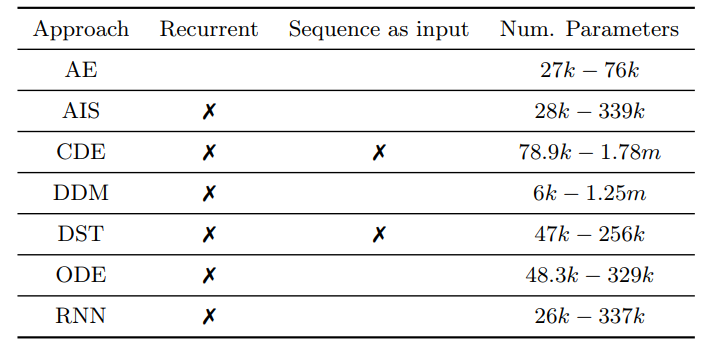 Approach Recurrent Sequence as input Num. Parameters
AE 27k − 76k
AIS ✗ 28k − 339k
CDE ✗ ✗ 78.9k − 1.78m
DDM ✗ 6k − 1.25m
DST ✗ ✗ 47k − 256k
ODE ✗ 48.3k − 329k
RNN ✗ 26k − 337k